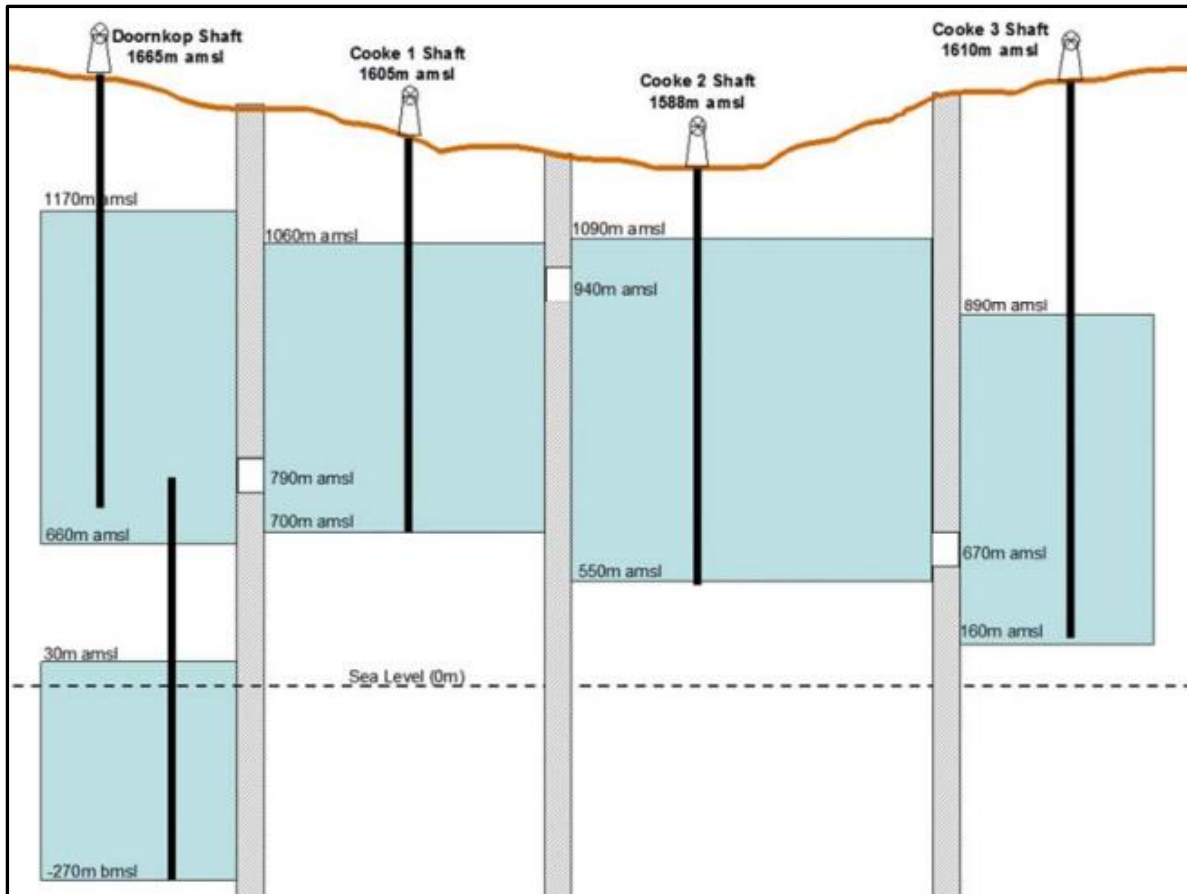 Doornkop Shaft
1665m amsl
Cooke 1 Shaft
1605m amsl
Cooke 2 Shaft
1588m amsl
Cooke 3 Shaft
1610m amsl
1170m amsl
1060m amsl
1090m amsl
940m amsl
890m amsl
790m amsl
700m amsl
660m amsl
670m amsl
550m amsl
160m amsl
30m amsl
Sea Level (0m)
-270m bmsl